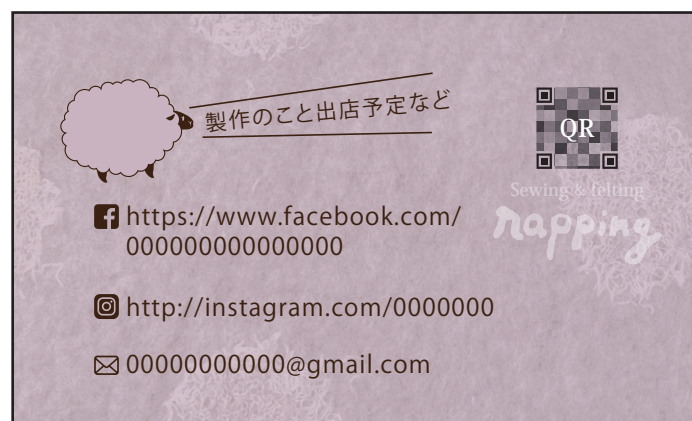 製作のこと出店予定など
QR
Sewing & felting
napping
https://www.facebook.com/
000000000000000
http://instagram.com/0000000
00000000000@gmail.com